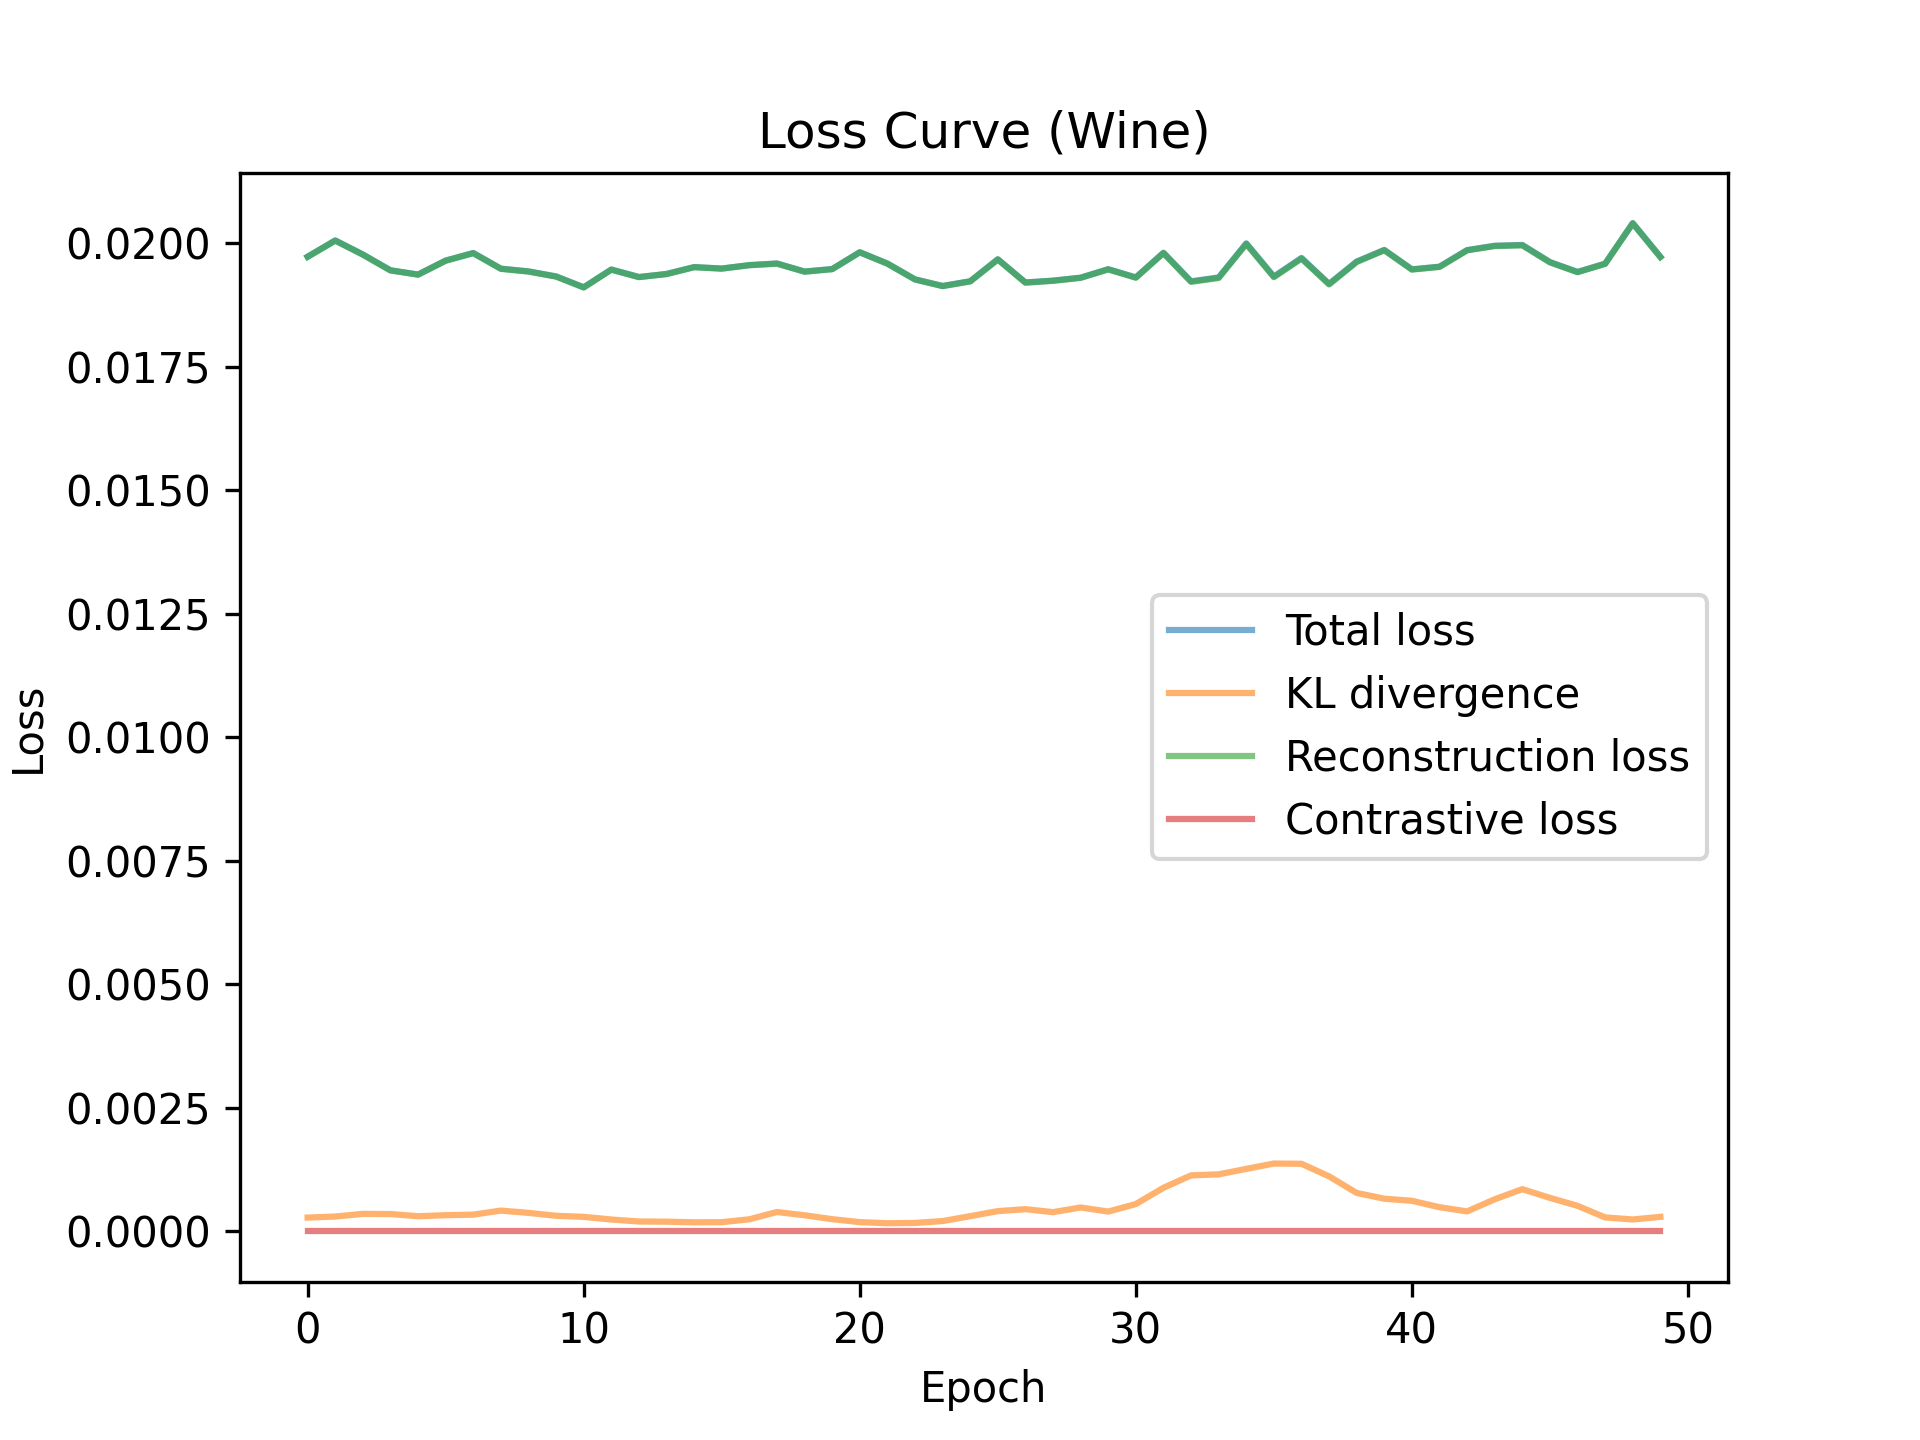 Loss Curve (Wine)
0.0200
0.0175
0.0150
0.0125
0.0100
0.0075
0.0050
0.0025
0.0000
Loss
Total loss
KL divergence
Reconstruction loss
Contrastive loss
0 10 20 30 40 50
Epoch